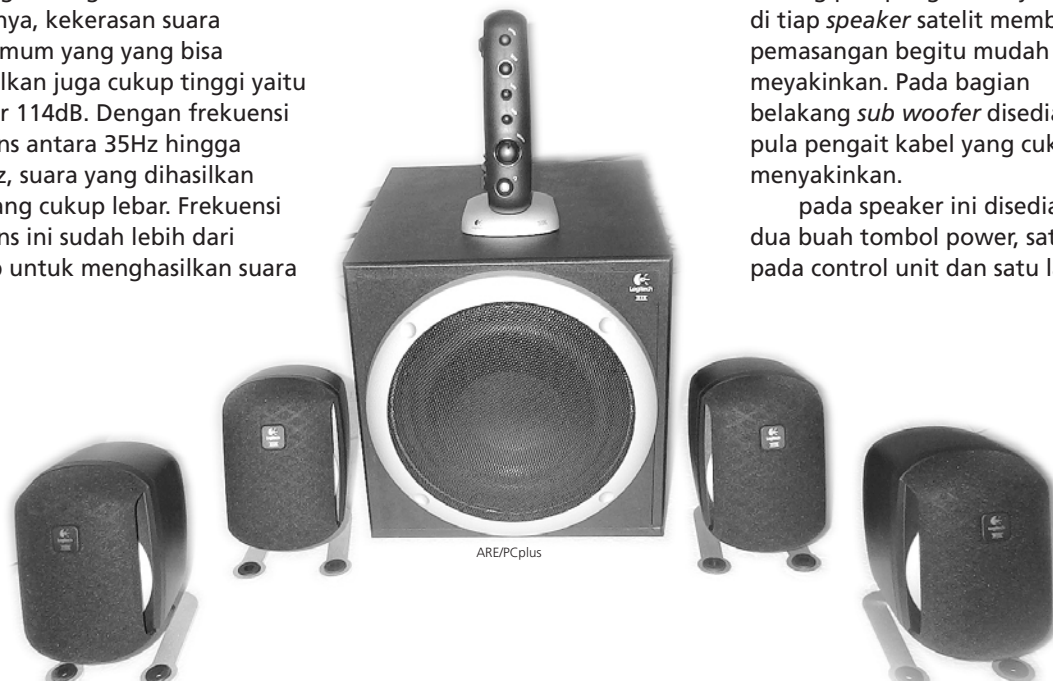 nya, kekerasan suara
mum yang yang bisa
lkan juga cukup tinggi yaitu
r 114dB. Dengan frekuensi
ns antara 35Hz hingga
z, suara yang dihasilkan
ang cukup lebar. Frekuensi
ns ini sudah lebih dari
untuk menghasilkan suara
di tiap speaker satelit memb
pemasangan begitu mudah
meyakinkan. Pada bagian
belakang sub woofer disedia
pula pengait kabel yang cuk
menyakinkan.
pada speaker ini disedia
dua buah tombol power, sat
pada control unit dan satu l
Logitech
ARE/PCplus